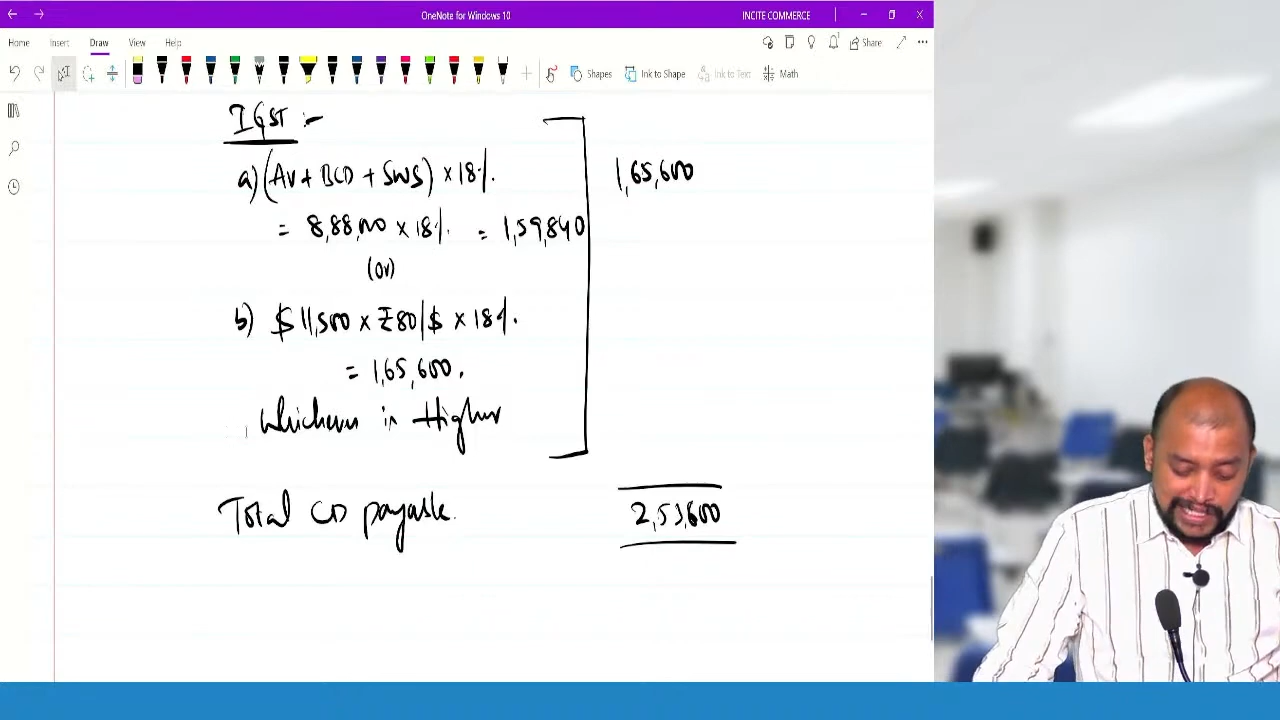 OneNote for Windows 10
INCITE COMMERCE
Home Insert Draw View Help
Share
Shapes Ink to Shape Ink to Text Math
IGST :-
a) (AV + BCD + SWS) × 18%.
1,65,600
= 8,88,000 × 18%. = 1,59,840
(or)
b) $ 11,500 × ₹80/$ × 18%.
= 1,65,600.
Whichever is Higher
Total CD payable.
2,53,600